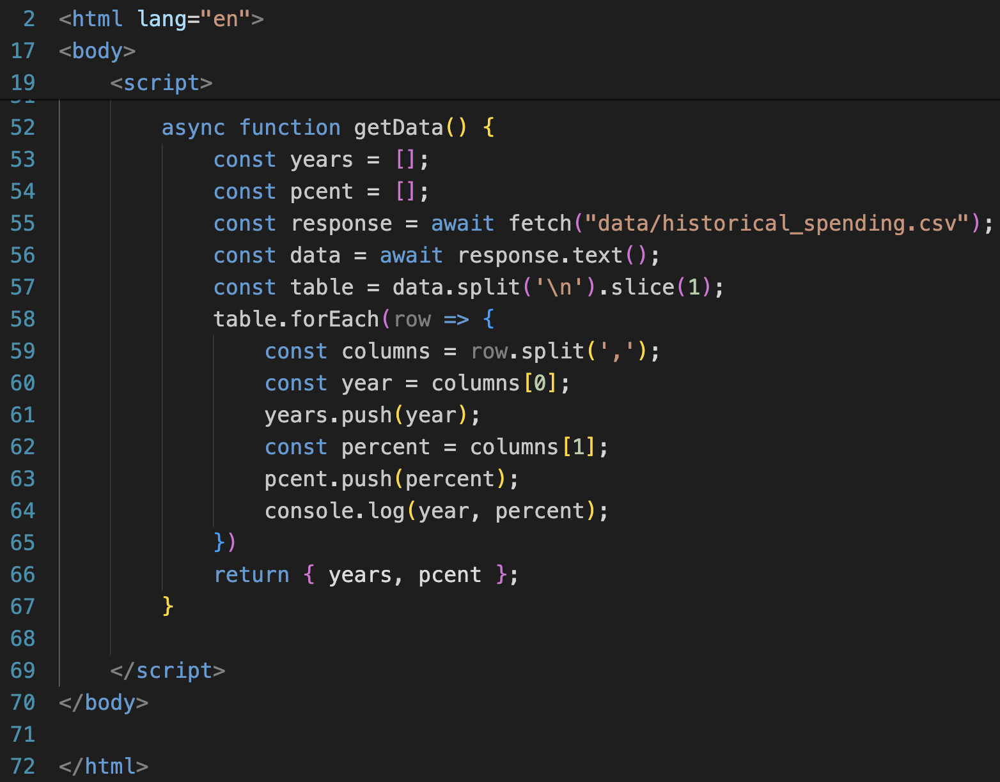 2 <html lang="en">
17 <body>
19     <script>
52         async function getData() {
53             const years = [];
54             const pcent = [];
55             const response = await fetch("data/historical_spending.csv");
56             const data = await response.text();
57             const table = data.split('\n').slice(1);
58             table.forEach(row => {
59                 const columns = row.split(',');
60                 const year = columns[0];
61                 years.push(year);
62                 const percent = columns[1];
63                 pcent.push(percent);
64                 console.log(year, percent);
65             })
66             return { years, pcent };
67         }
68
69     </script>
70 </body>
71
72 </html>